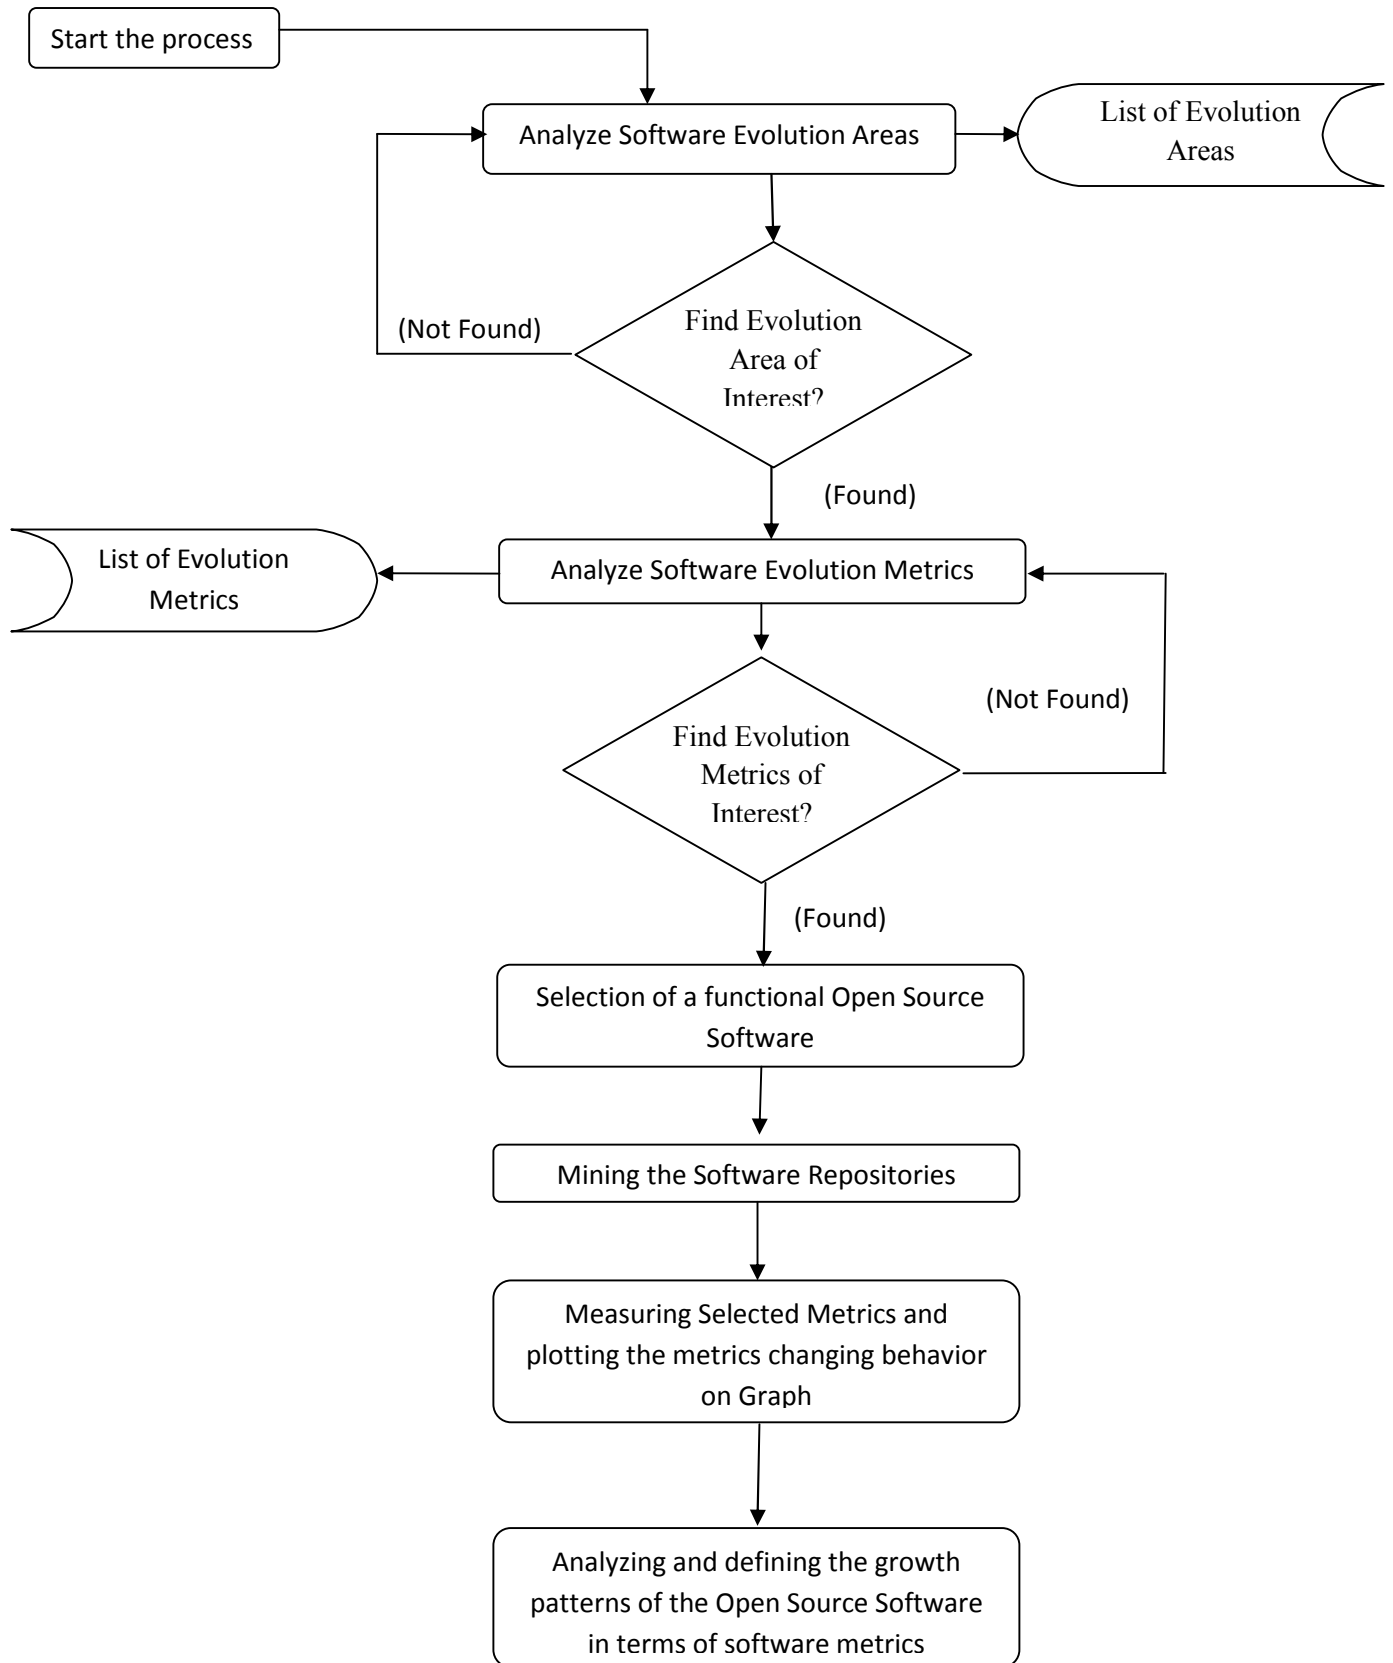 Start the process
Analyze Software Evolution Areas
List of Evolution
Areas
(Not Found)
Find Evolution
Area of
Interest?
(Found)
List of Evolution
Metrics
Analyze Software Evolution Metrics
(Not Found)
Find Evolution
Metrics of
Interest?
(Found)
Selection of a functional Open Source
Software
Mining the Software Repositories
Measuring Selected Metrics and
plotting the metrics changing behavior
on Graph
Analyzing and defining the growth
patterns of the Open Source Software
in terms of software metrics